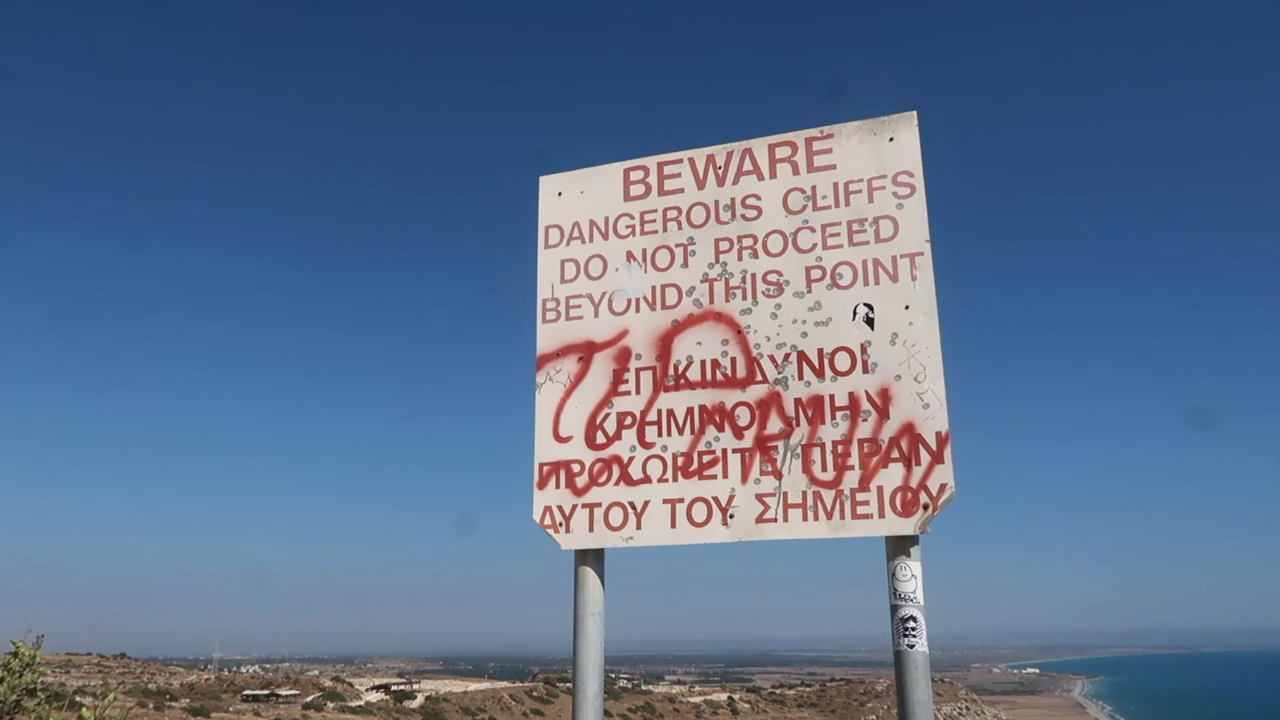 BEWARE
DANGEROUS CLIFFS
DO NOT PROCEED
BEYOND THIS POINT
ΕΠΙΚΙΝΔΥΝΟΙ
ΚΡΗΜΝΟΙ ΜΗΝ
ΠΡΟΧΩΡΕΙΤΕ ΠΕΡΑΝ
ΑΥΤΟΥ ΤΟΥ ΣΗΜΕΙΟΥ